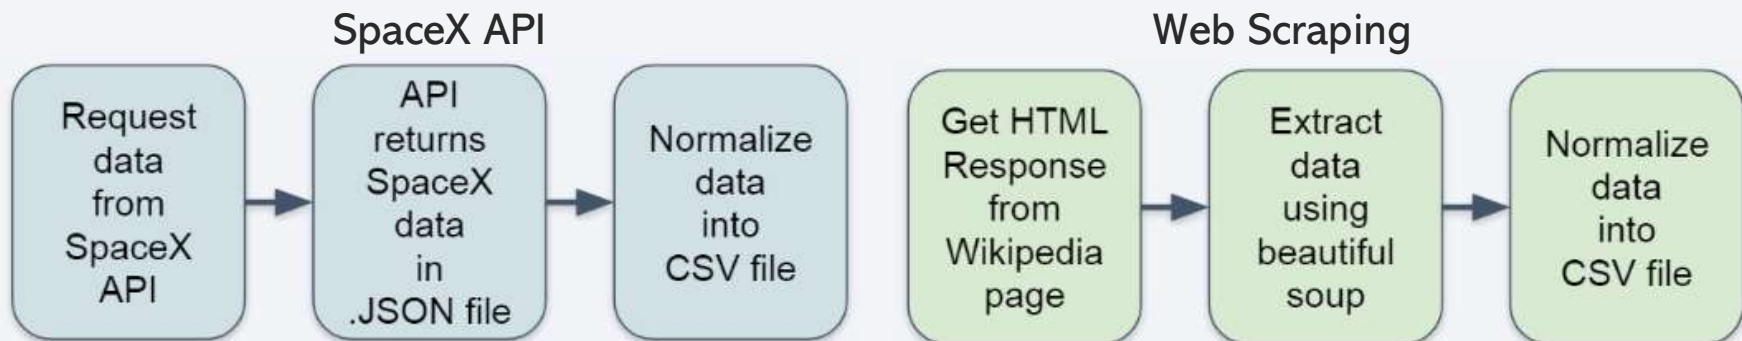 SpaceX API
Request
data
from
SpaceX
API
API
returns
SpaceX
data
in
.JSON file
Normalize
data
into
CSV file
Web Scraping
Get HTML
Response
from
Wikipedia
page
Extract
data
using
beautiful
soup
Normalize
data
into
CSV file